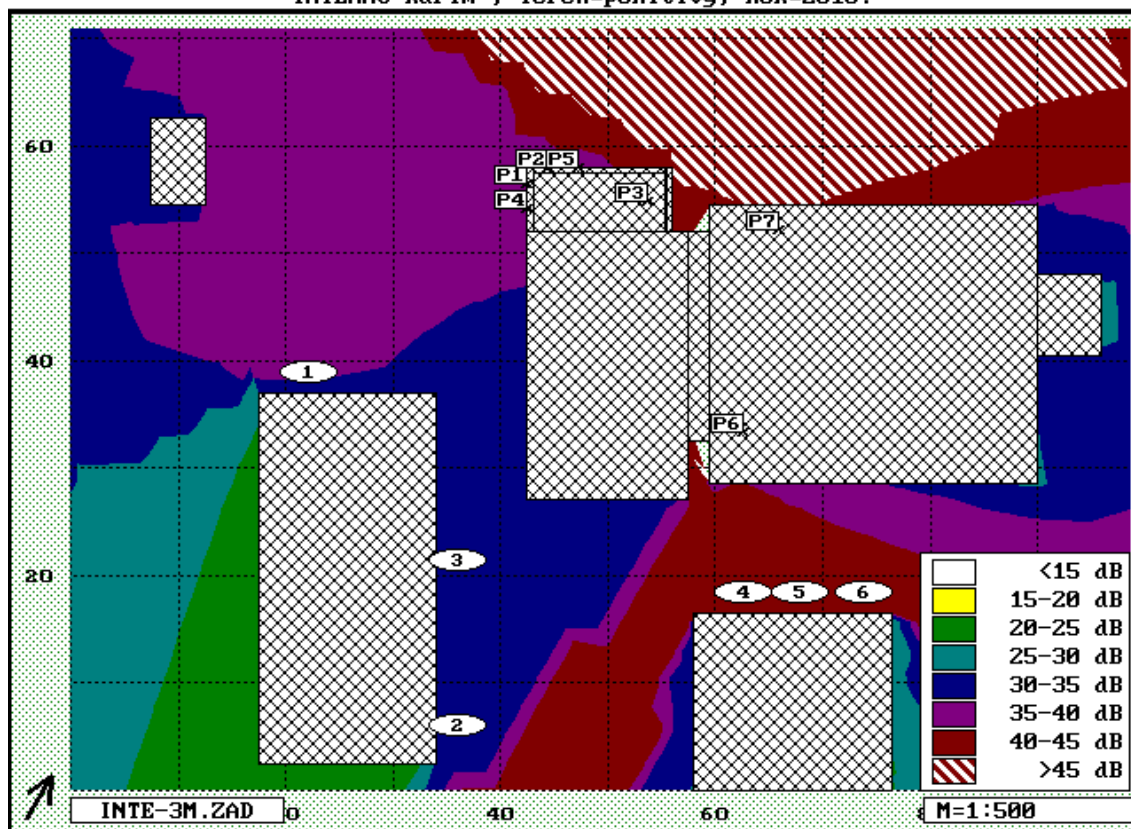 60
P2 P5
P1
P3
P4
P7
40
1
P6
3
20
4 5 6
<15 dB
15-20 dB
20-25 dB
25-30 dB
30-35 dB
35-40 dB
40-45 dB
>45 dB
2
INTE-3M.ZAD
0 40 60
M=1:500